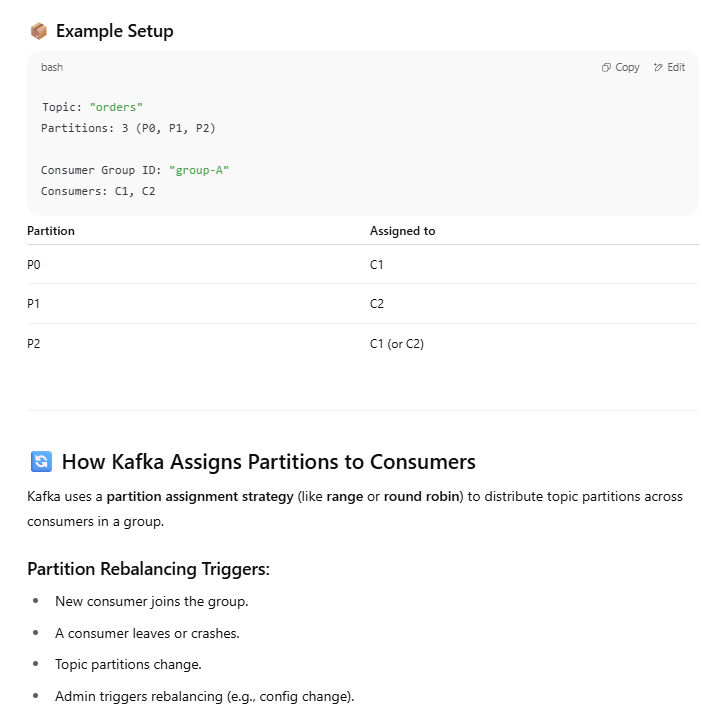 📦 Example Setup
bash
Copy Edit
Topic: "orders"
Partitions: 3 (P0, P1, P2)
Consumer Group ID: "group-A"
Consumers: C1, C2
Partition Assigned to
P0 C1
P1 C2
P2 C1 (or C2)
🔄 How Kafka Assigns Partitions to Consumers
Kafka uses a partition assignment strategy (like range or round robin) to distribute topic partitions across
consumers in a group.
Partition Rebalancing Triggers:
• New consumer joins the group.
• A consumer leaves or crashes.
• Topic partitions change.
• Admin triggers rebalancing (e.g., config change).